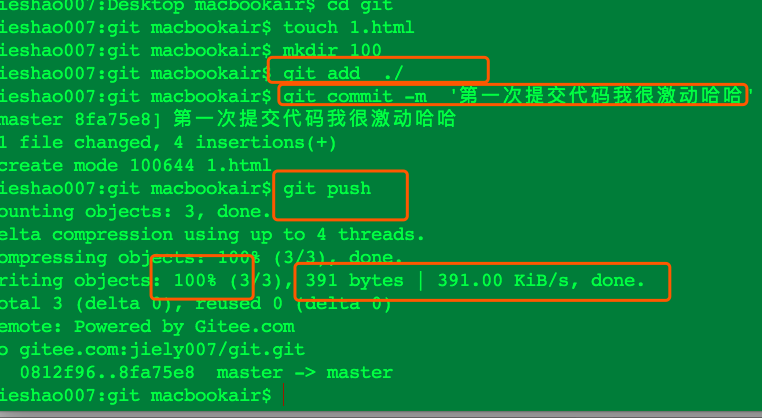 ieshao007:Desktop macbookair$ cd git
ieshao007:git macbookair$ touch 1.html
ieshao007:git macbookair$ mkdir 100
ieshao007:git macbookair$ git add  ./
ieshao007:git macbookair$ git commit -m  '第一次提交代码我很激动哈哈'
master 8fa75e8] 第一次提交代码我很激动哈哈
1 file changed, 4 insertions(+)
create mode 100644 1.html
ieshao007:git macbookair$ git push
ounting objects: 3, done.
elta compression using up to 4 threads.
ompressing objects: 100% (3/3), done.
riting objects: 100% (3/3), 391 bytes | 391.00 KiB/s, done.
otal 3 (delta 0), reused 0 (delta 0)
emote: Powered by Gitee.com
o gitee.com:jiely007/git.git
0812f96..8fa75e8  master -> master
ieshao007:git macbookair$